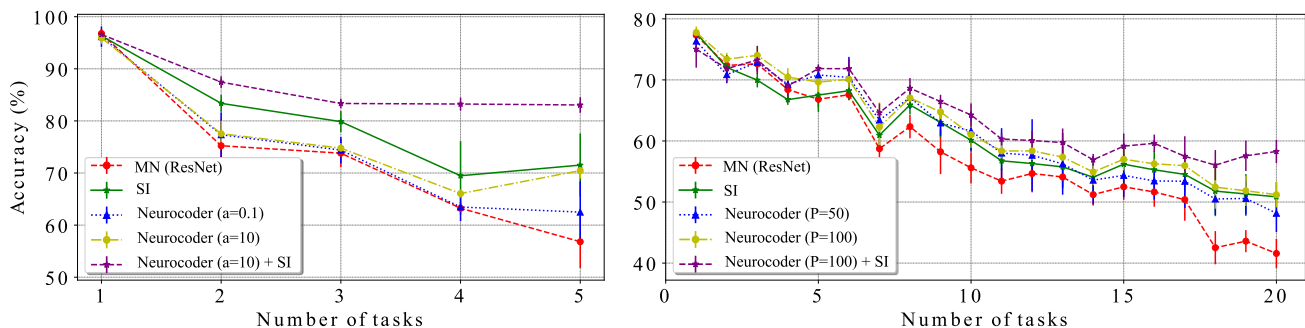 100
90
80
70
60
50
Accuracy (%)
MN (ResNet)
SI
Neurocoder (a=0.1)
Neurocoder (a=10)
Neurocoder (a=10) + SI
1
2
3
4
5
Number of tasks
80
70
60
50
40
MN (ResNet)
SI
Neurocoder (P=50)
Neurocoder (P=100)
Neurocoder (P=100) + SI
0
5
10
15
20
Number of tasks